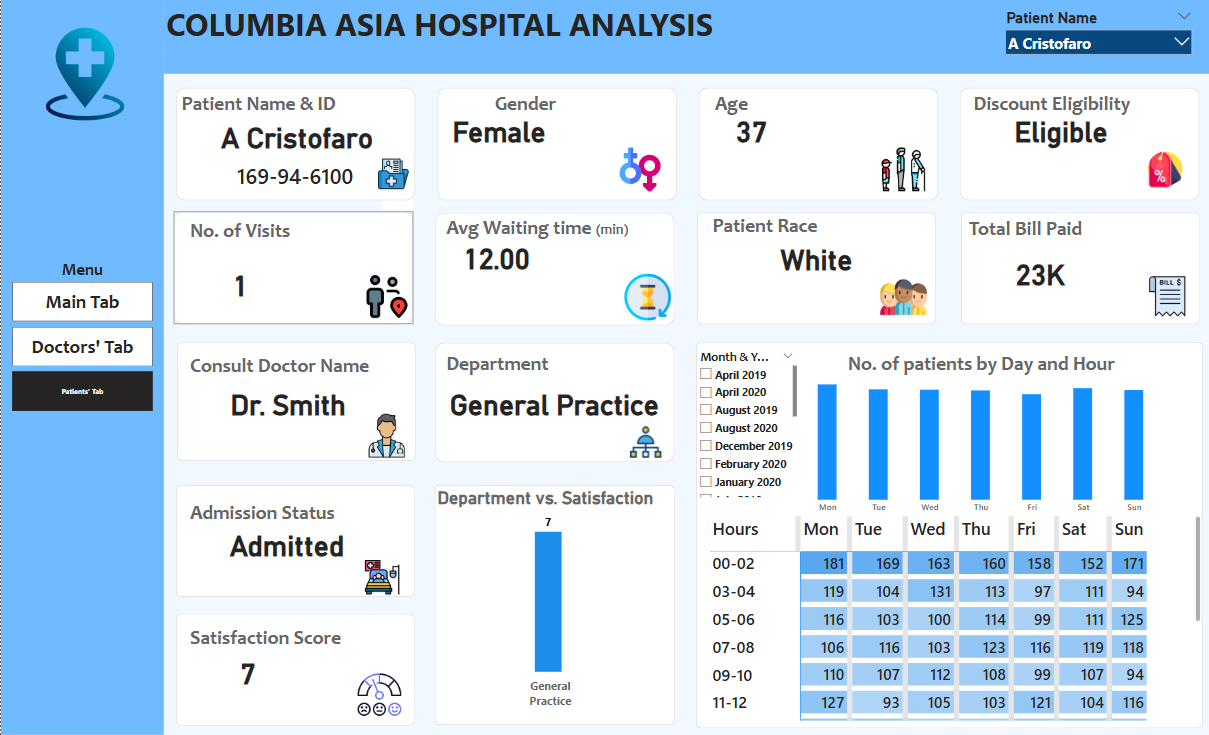 COLUMBIA ASIA HOSPITAL ANALYSIS
Patient Name
A Cristofaro
Menu
Main Tab
Doctors' Tab
Patients' Tab
Patient Name & ID
A Cristofaro
169-94-6100
Gender
Female
Age
37
Discount Eligibility
Eligible
%
No. of Visits
1
Avg Waiting time (min)
12.00
Patient Race
White
Total Bill Paid
23K
BILL $
Consult Doctor Name
Dr. Smith
Department
General Practice
Admission Status
Admitted
Satisfaction Score
7
Department vs. Satisfaction
7
General
Practice
Month & Y...
April 2019
April 2020
August 2019
August 2020
December 2019
February 2020
January 2020
No. of patients by Day and Hour
Mon Tue Wed Thu Fri Sat Sun
Hours Mon Tue Wed Thu Fri Sat Sun
00-02 181 169 163 160 158 152 171
03-04 119 104 131 113 97 111 94
05-06 116 103 100 114 99 111 125
07-08 106 116 103 123 116 119 118
09-10 110 107 112 108 99 107 94
11-12 127 93 105 103 121 104 116